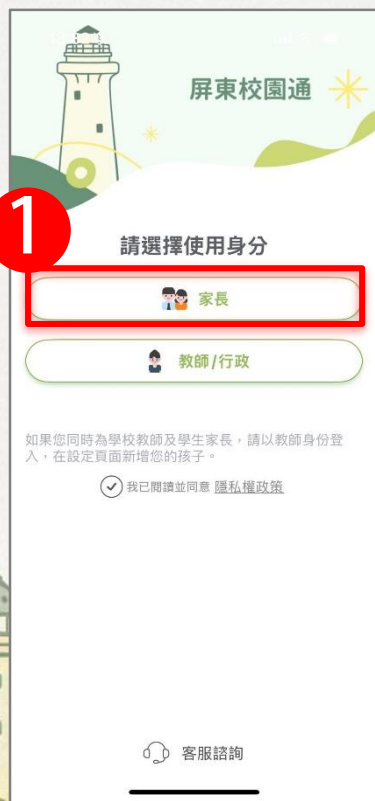 屏東校園通
1
請選擇使用身分
家長
教師/行政
如果您同時為學校教師及學生家長，請以教師身份登
入，在設定頁面新增您的孩子。
我已閱讀並同意 隱私權政策
客服諮詢